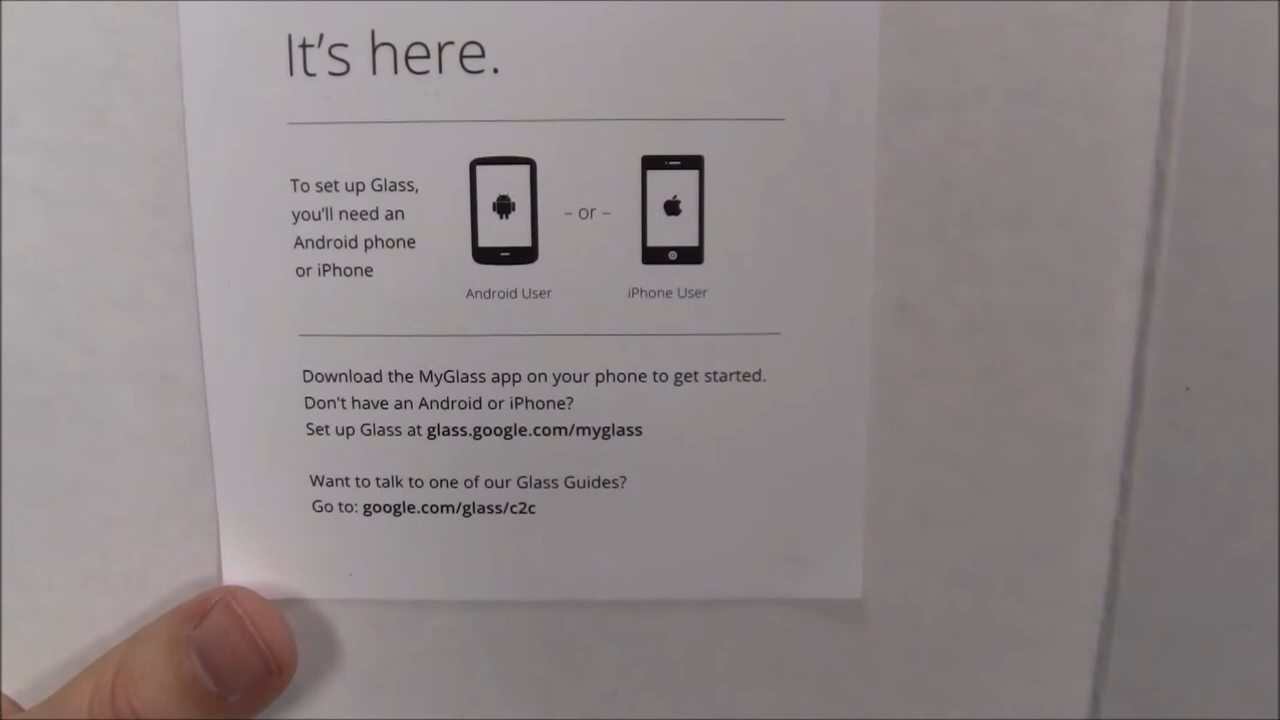 It's here.
To set up Glass,
you'll need an
Android phone
or iPhone
– or –
Android User
iPhone User
Download the MyGlass app on your phone to get started.
Don't have an Android or iPhone?
Set up Glass at glass.google.com/myglass
Want to talk to one of our Glass Guides?
Go to: google.com/glass/c2c